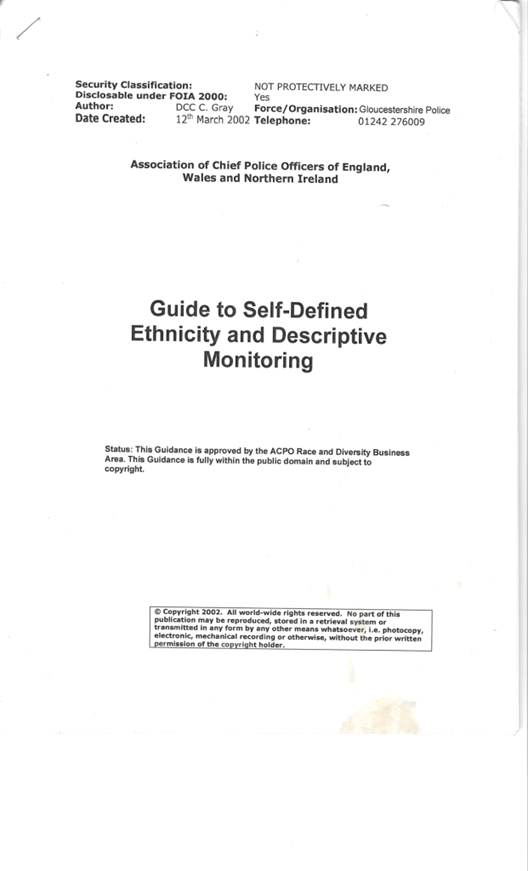 Security Classification: NOT PROTECTIVELY MARKED
Disclosable under FOIA 2000: Yes
Author: DCC C. Gray Force/Organisation: Gloucestershire Police
Date Created: 12th March 2002 Telephone: 01242 276009
Association of Chief Police Officers of England,
Wales and Northern Ireland
Guide to Self-Defined
Ethnicity and Descriptive
Monitoring
Status: This Guidance is approved by the ACPO Race and Diversity Business
Area. This Guidance is fully within the public domain and subject to
copyright.
© Copyright 2002. All world-wide rights reserved. No part of this
publication may be reproduced, stored in a retrieval system or
transmitted in any form by any other means whatsoever, i.e. photocopy,
electronic, mechanical recording or otherwise, without the prior written
permission of the copyright holder.